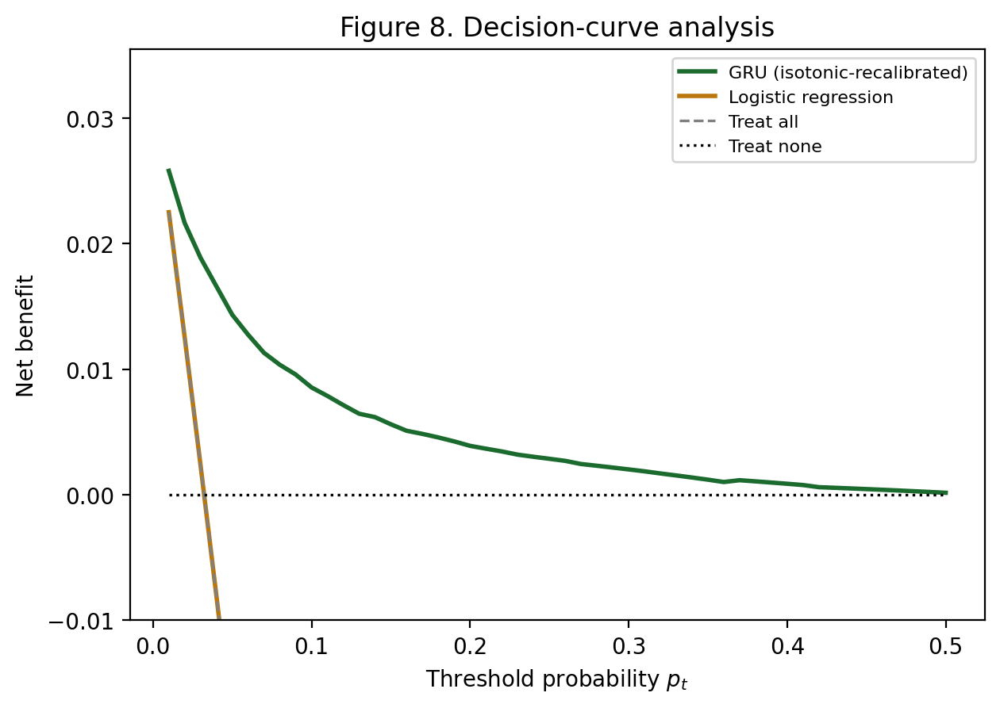 Figure 8. Decision-curve analysis
GRU (isotonic-recalibrated)
Logistic regression
Treat all
Treat none
Net benefit
0.03
0.02
0.01
0.00
−0.01
0.0 0.1 0.2 0.3 0.4 0.5
Threshold probability pₜ